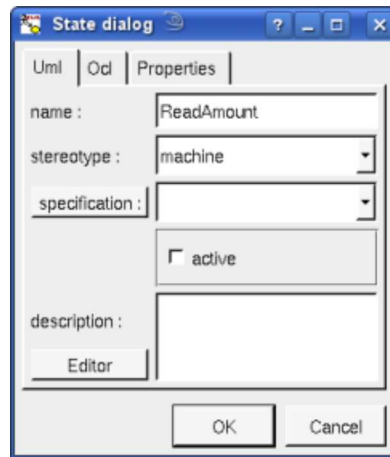 State dialog
Uml Ocl Properties
name : ReadAmount
stereotype : machine
specification :
active
description :
Editor
OK Cancel